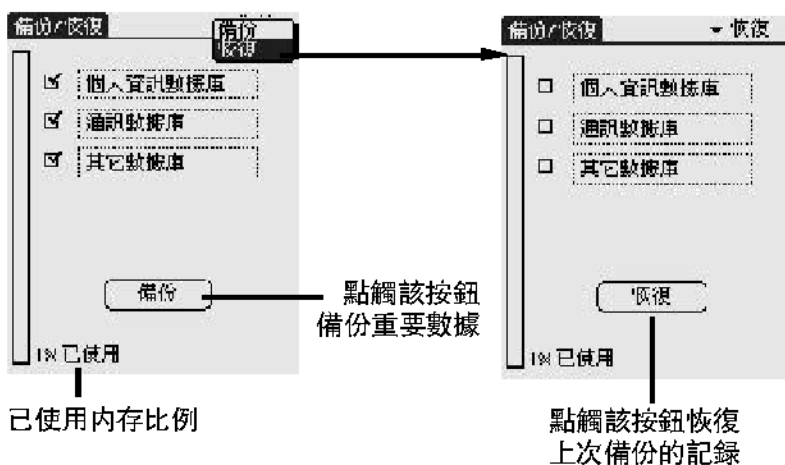 備份/恢復
備份
恢復
個人資訊數據庫
通訊數據庫
其它數據庫
備份
1% 已使用
點觸該按鈕
備份重要數據
已使用内存比例
備份/恢復
恢復
個人資訊數據庫
通訊數據庫
其它數據庫
恢復
1% 已使用
點觸該按鈕恢復
上次備份的記錄